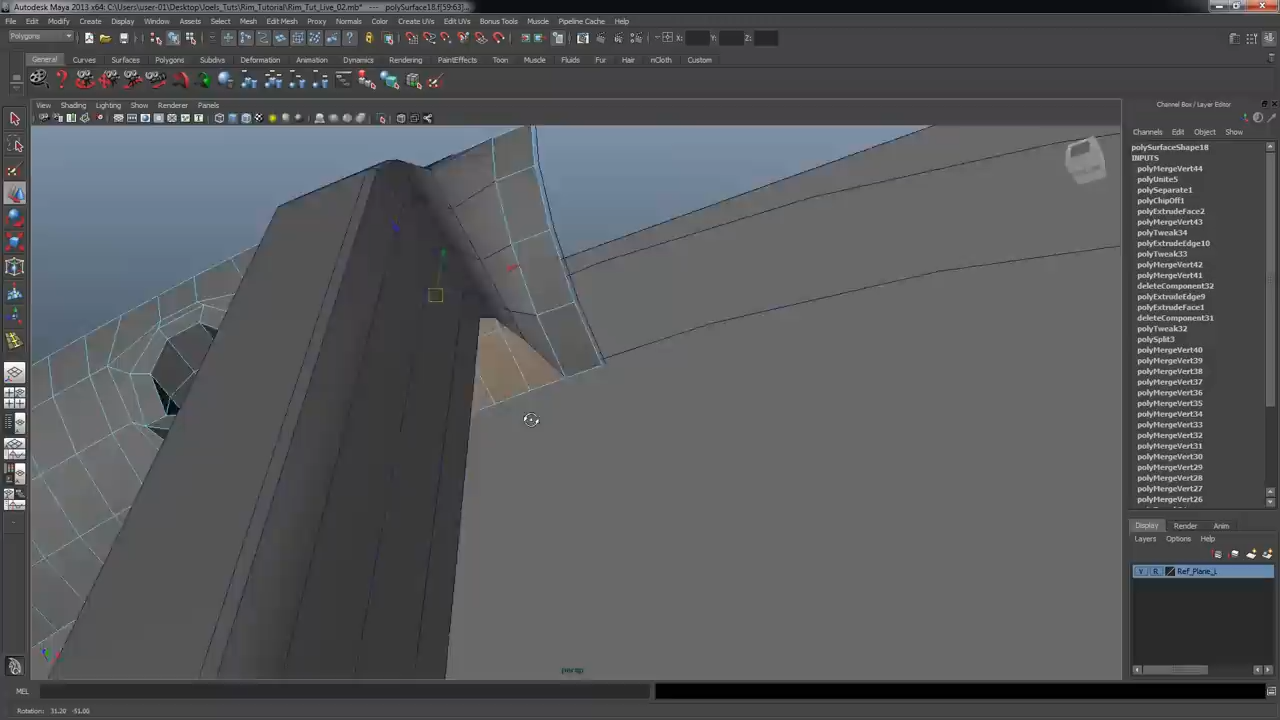 Autodesk Maya 2013 x64: C:\Users\user-01\Desktop\Joels_Tuts\Rim_Tutorial\Rim_Tut_Live_02.mb* --- polySurface18.f[59:63]...
File Edit Modify Create Display Window Assets Select Mesh Edit Mesh Proxy Normals Color Create UVs Edit UVs Bonus Tools Muscle Pipeline Cache Help
Polygons X: Y: Z:
General Curves Surfaces Polygons Subdivs Deformation Animation Dynamics Rendering PaintEffects Toon Muscle Fluids Fur Hair nCloth Custom
View Shading Lighting Show Renderer Panels
Channel Box / Layer Editor
Channels Edit Object Show
polySurfaceShape18
INPUTS
polyMergeVert44
polyUnite5
polySeparate1
polyChipOff1
polyExtrudeFace2
polyMergeVert43
polyTweak34
polyExtrudeEdge10
polyTweak33
polyMergeVert42
polyMergeVert41
deleteComponent32
polyExtrudeEdge9
polyExtrudeFace1
deleteComponent31
polyTweak32
polySplit3
polyMergeVert40
polyMergeVert39
polyMergeVert38
polyMergeVert37
polyMergeVert36
polyMergeVert35
polyMergeVert34
polyMergeVert33
polyMergeVert32
polyMergeVert31
polyMergeVert30
polyMergeVert29
polyMergeVert28
polyMergeVert27
polyMergeVert26
Display Render Anim
Layers Options Help
V R Ref_Plane_L
persp
MEL
Rotation: 31.20 -51.00